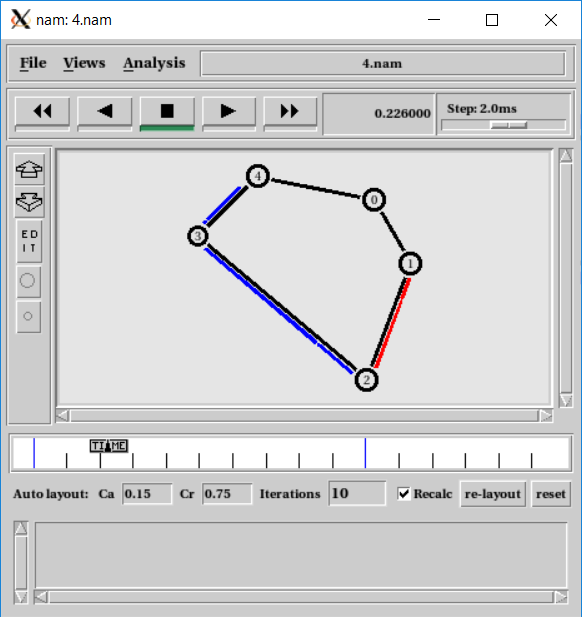 nam: 4.nam
File Views Analysis 4.nam
0.226000 Step: 2.0ms
E D
I T
4
0
3
1
2
TIME
Auto layout: Ca 0.15 Cr 0.75 Iterations 10 Recalc re-layout reset